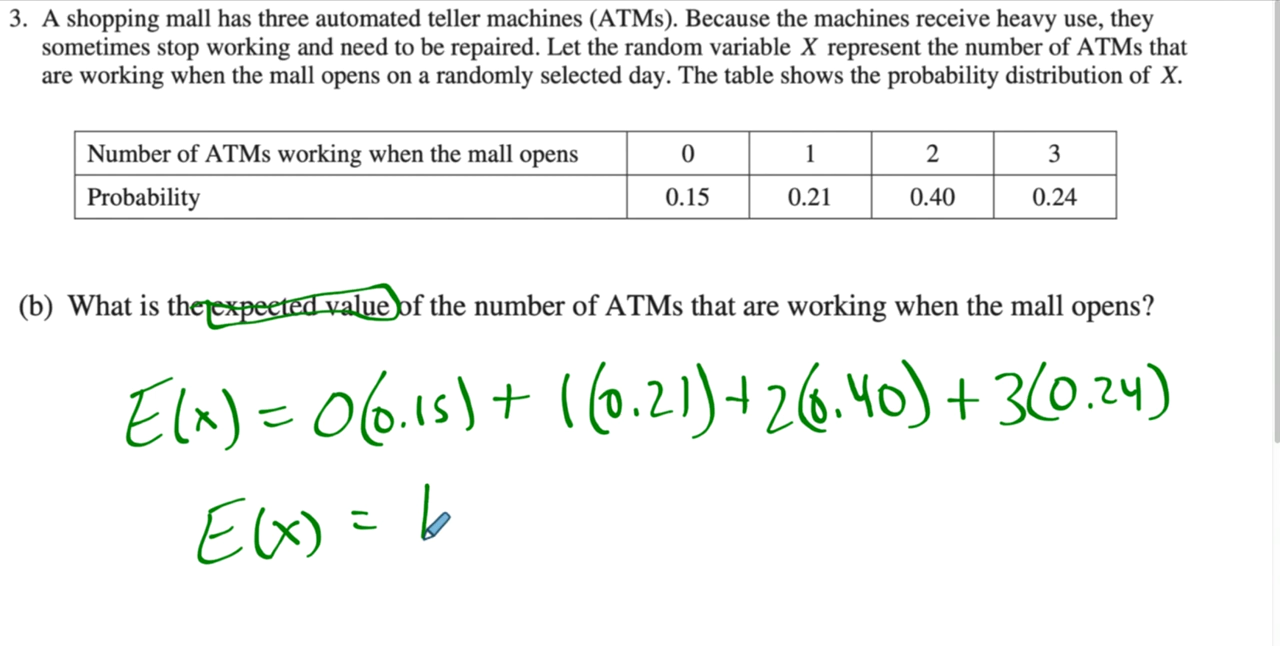 3. A shopping mall has three automated teller machines (ATMs). Because the machines receive heavy use, they
sometimes stop working and need to be repaired. Let the random variable X represent the number of ATMs that
are working when the mall opens on a randomly selected day. The table shows the probability distribution of X.
Number of ATMs working when the mall opens 0 1 2 3
Probability 0.15 0.21 0.40 0.24
(b) What is the expected value of the number of ATMs that are working when the mall opens?
E(x) = 0(0.15) + 1(0.21) + 2(0.40) + 3(0.24)
E(x) =